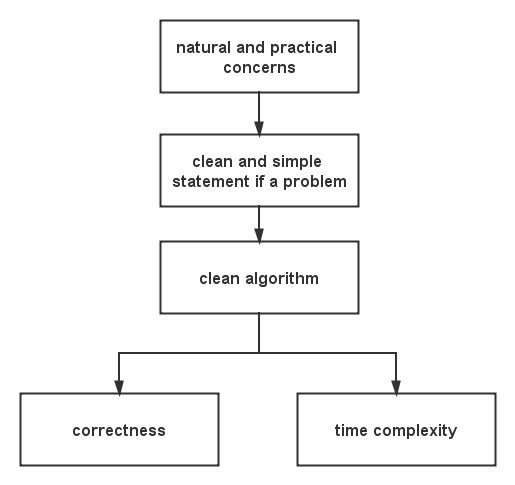 natural and practical
concerns
clean and simple
statement if a problem
clean algorithm
correctness
time complexity